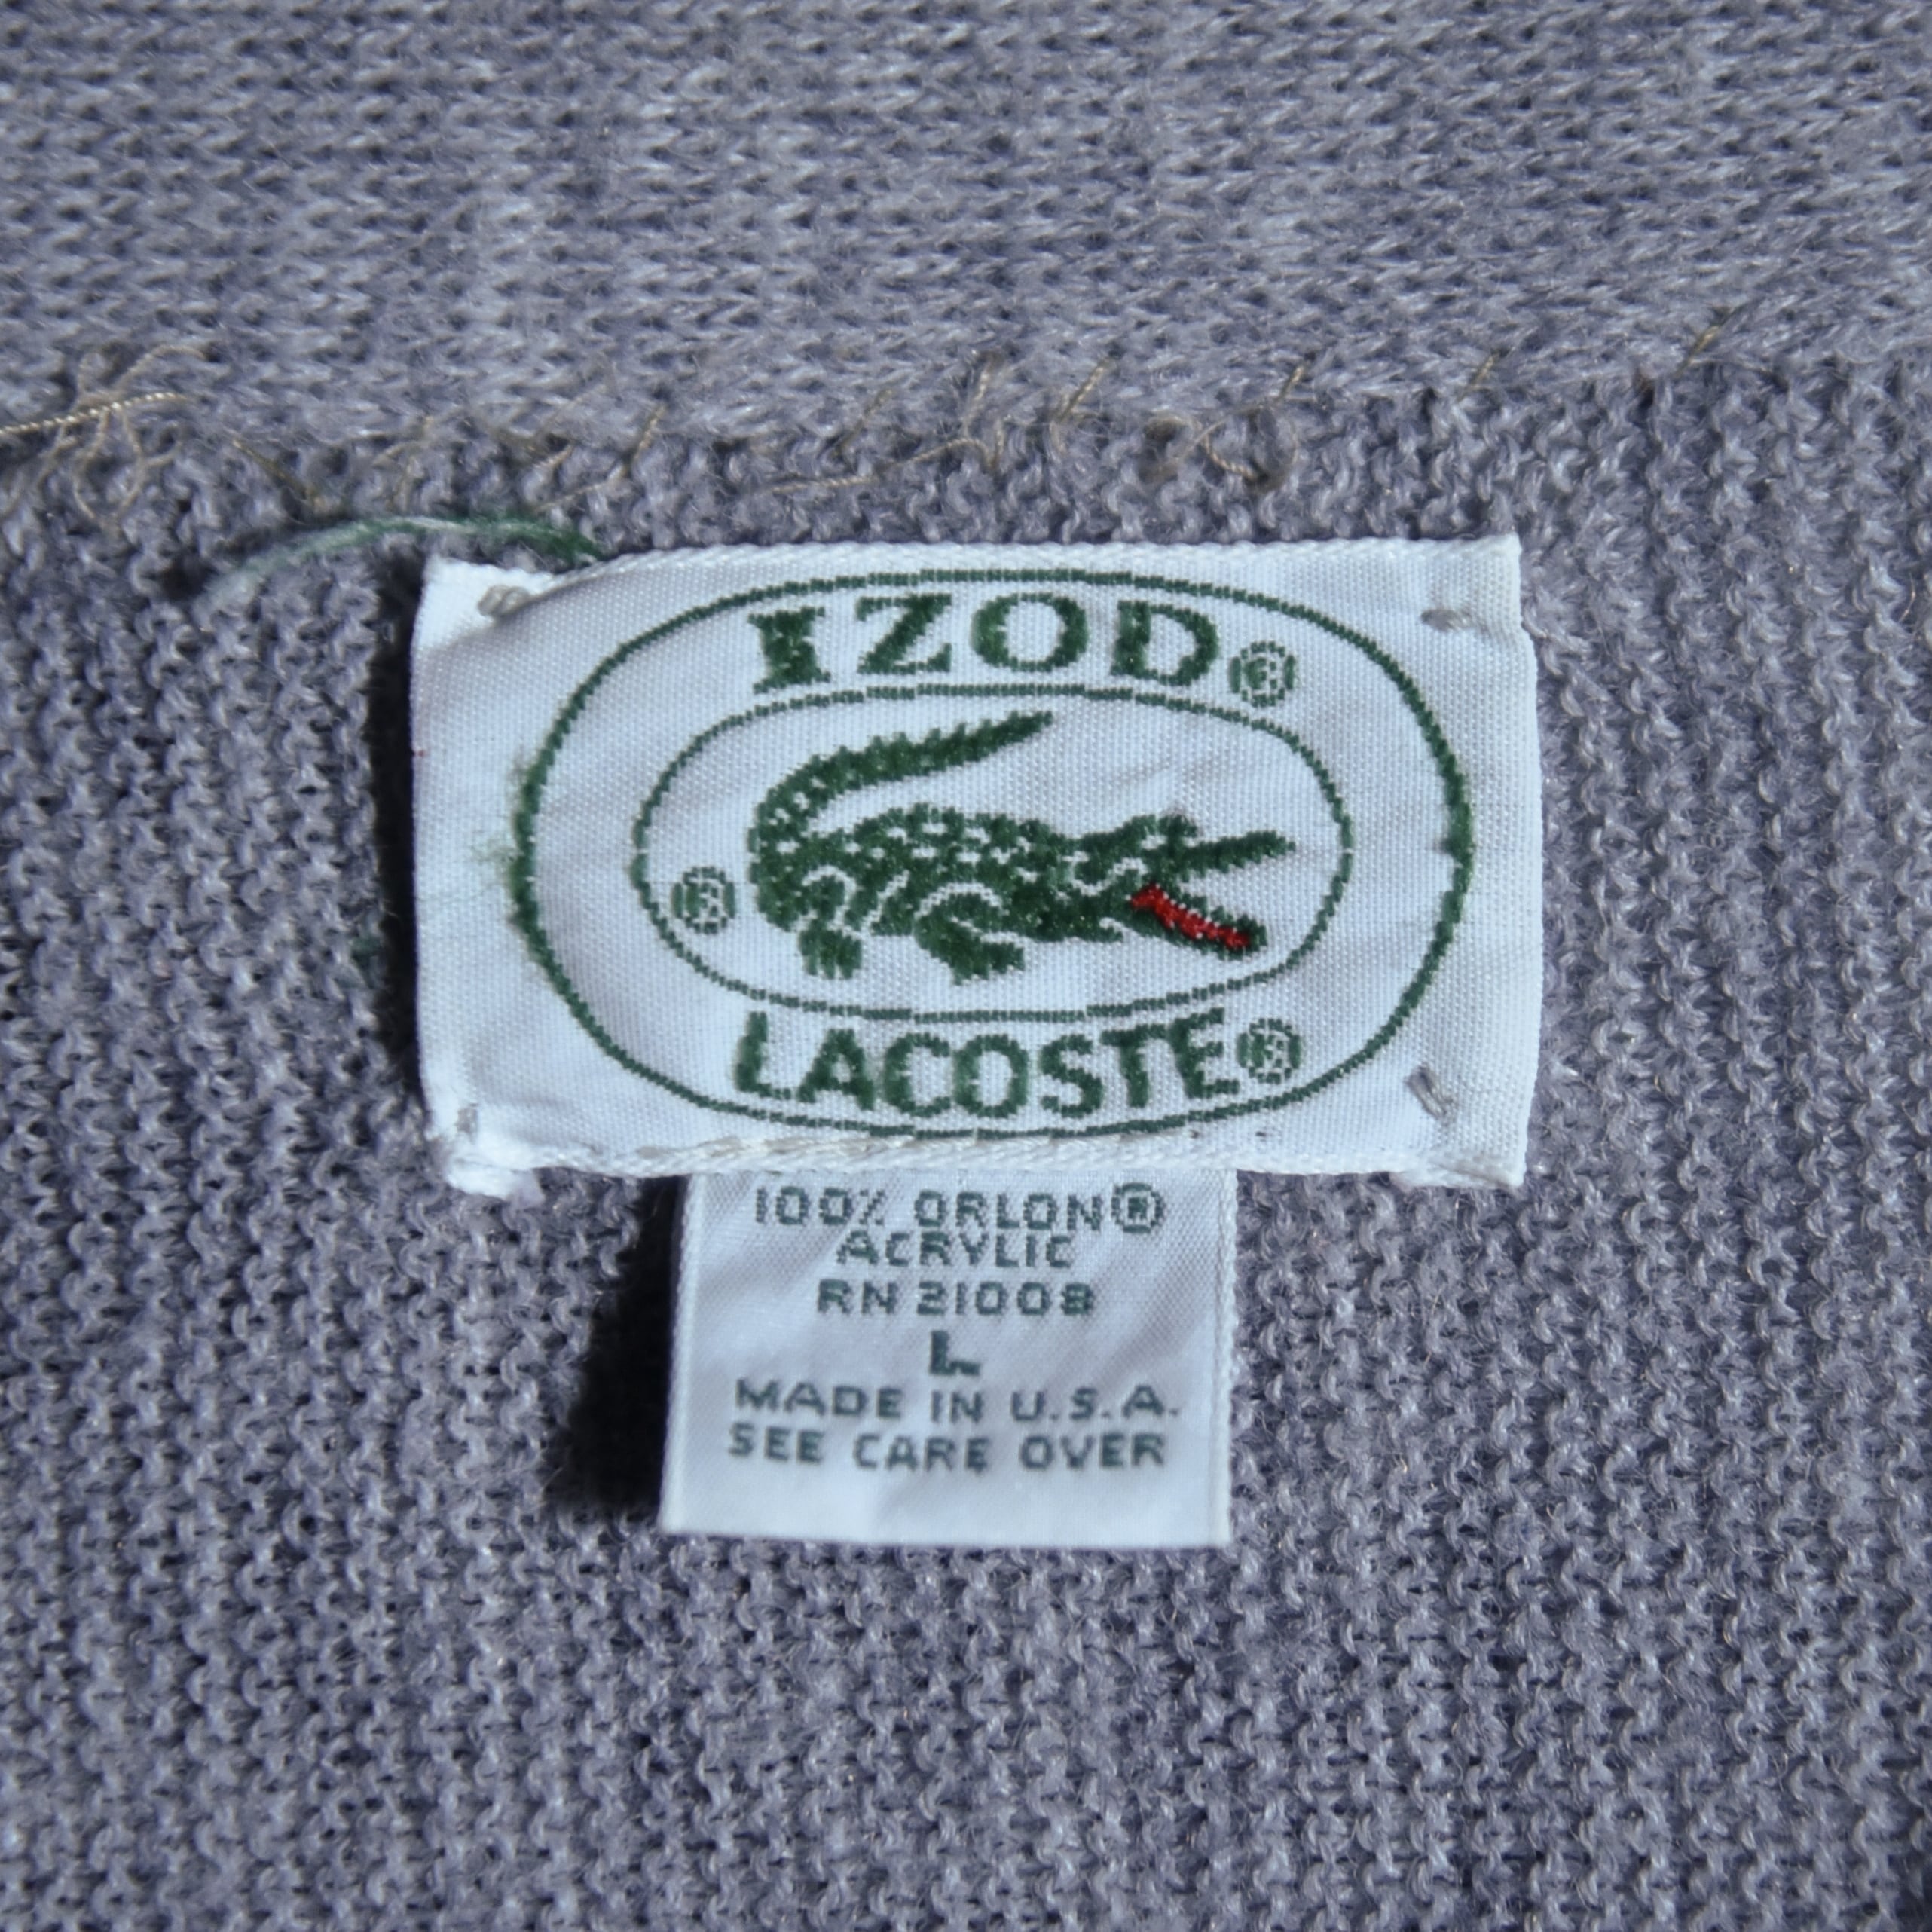 IZOD®
®
LACOSTE®
100% ORLON®
ACRYLIC
RN 21008
L
MADE IN U.S.A.
SEE CARE OVER